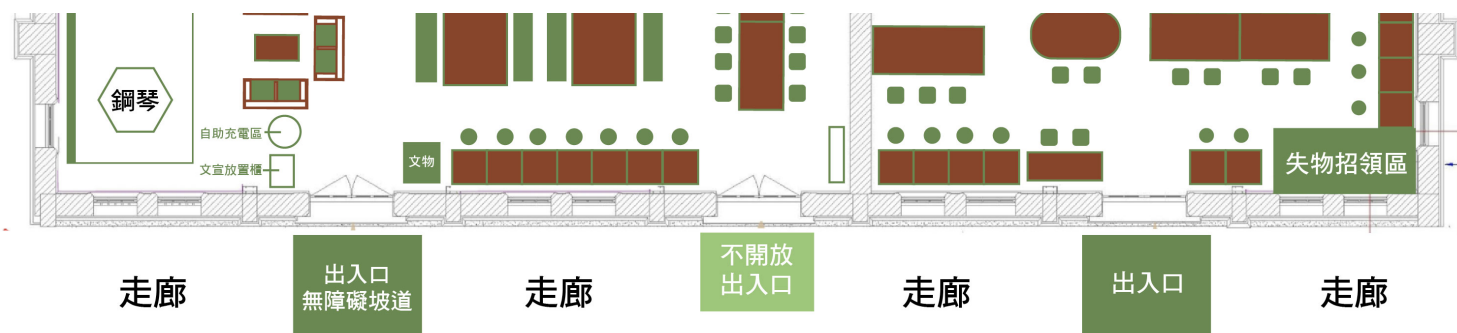 鋼琴
自助充電區
文宣放置櫃
文物
失物招領區
走廊
出入口
無障礙坡道
走廊
不開放
出入口
走廊
出入口
走廊